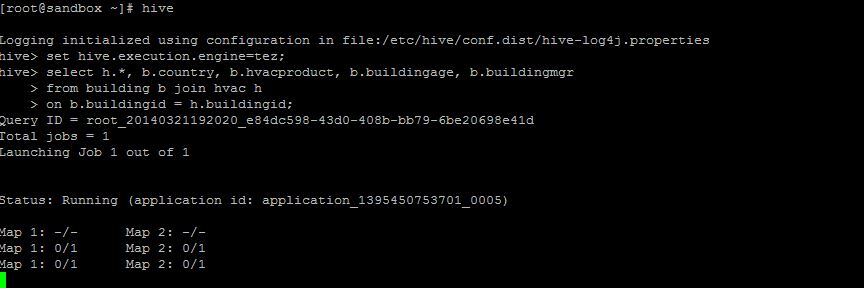 [root@sandbox ~]# hive
Logging initialized using configuration in file:/etc/hive/conf.dist/hive-log4j.properties
hive> set hive.execution.engine=tez;
hive> select h.*, b.country, b.hvacproduct, b.buildingage, b.buildingmgr
    > from building b join hvac h
    > on b.buildingid = h.buildingid;
Query ID = root_20140321192020_e84dc598-43d0-408b-bb79-6be20698e41d
Total jobs = 1
Launching Job 1 out of 1
Status: Running (application id: application_1395450753701_0005)
Map 1: -/-      Map 2: -/-
Map 1: 0/1      Map 2: 0/1
Map 1: 0/1      Map 2: 0/1